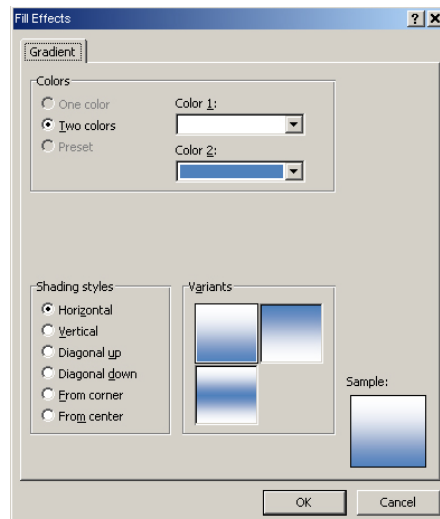 Fill Effects
Gradient
Colors
One color
Two colors
Preset
Color 1:
Color 2:
Shading styles
Horizontal
Vertical
Diagonal up
Diagonal down
From corner
From center
Variants
Sample:
OK
Cancel